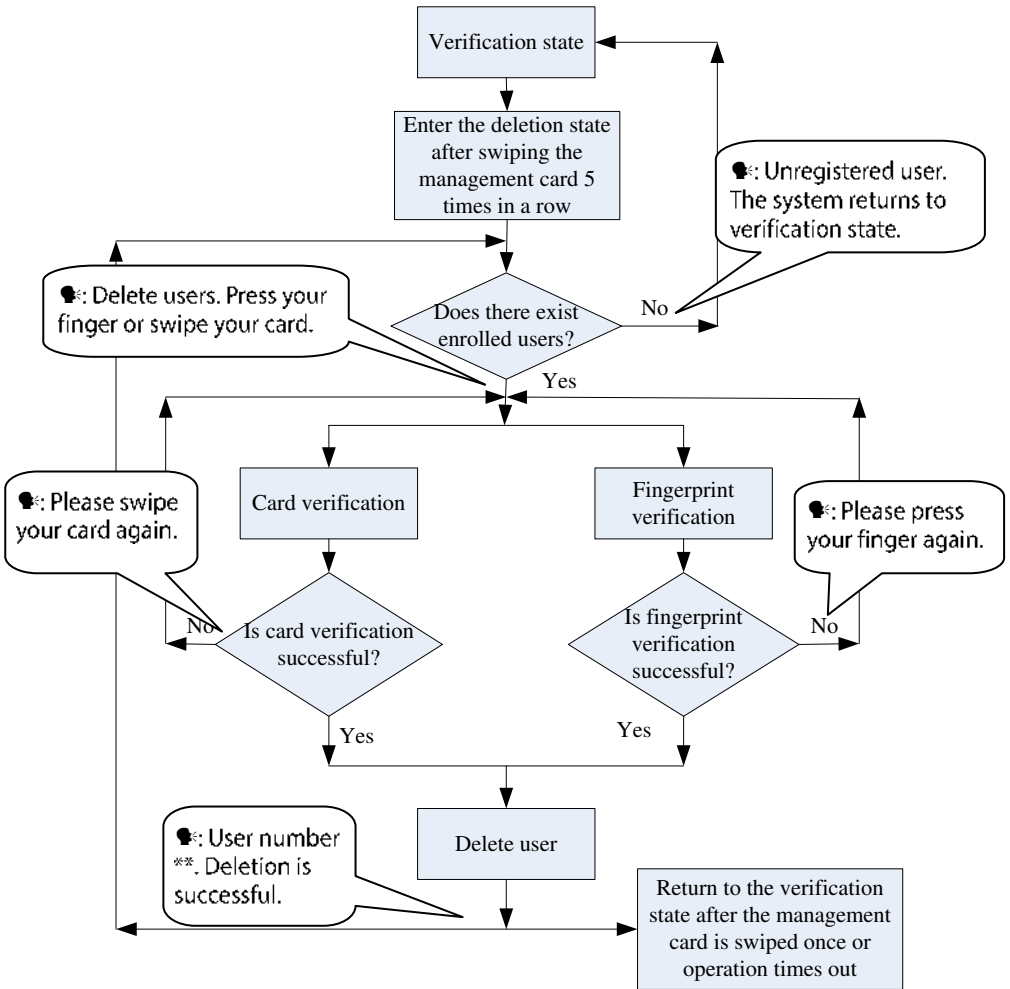 Verification state
Enter the deletion state
after swiping the
management card 5
times in a row
🗣: Unregistered user.
The system returns to
verification state.
🗣: Delete users. Press your
finger or swipe your card.
Does there exist
enrolled users?
No
Yes
Card verification
Fingerprint
verification
🗣: Please swipe
your card again.
🗣: Please press
your finger again.
Is card verification
successful?
No
Is fingerprint
verification
successful?
No
Yes
Yes
Delete user
🗣: User number
**. Deletion is
successful.
Return to the verification
state after the management
card is swiped once or
operation times out